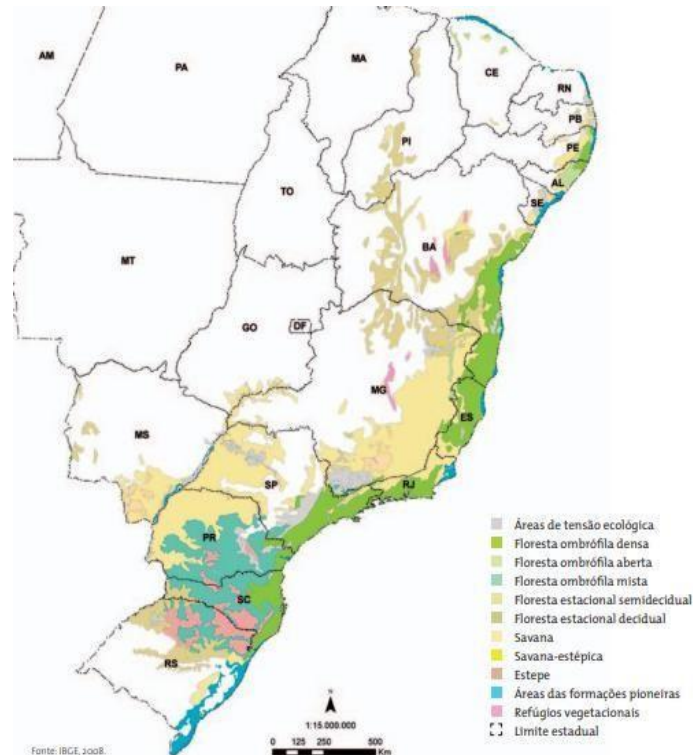 AM
PA
MA
CE
RN
PB
PE
AL
SE
PI
TO
BA
MT
GO
DF
MG
ES
MS
SP
RJ
PR
SC
RS
Áreas de tensão ecológica
Floresta ombrófila densa
Floresta ombrófila aberta
Floresta ombrófila mista
Floresta estacional semidecidual
Floresta estacional decidual
Savana
Savana-estépica
Estepe
Áreas das formações pioneiras
Refúgios vegetacionais
Limite estadual
1:15.000.000
0 125 250 500
Km
Fonte: IBGE, 2008.